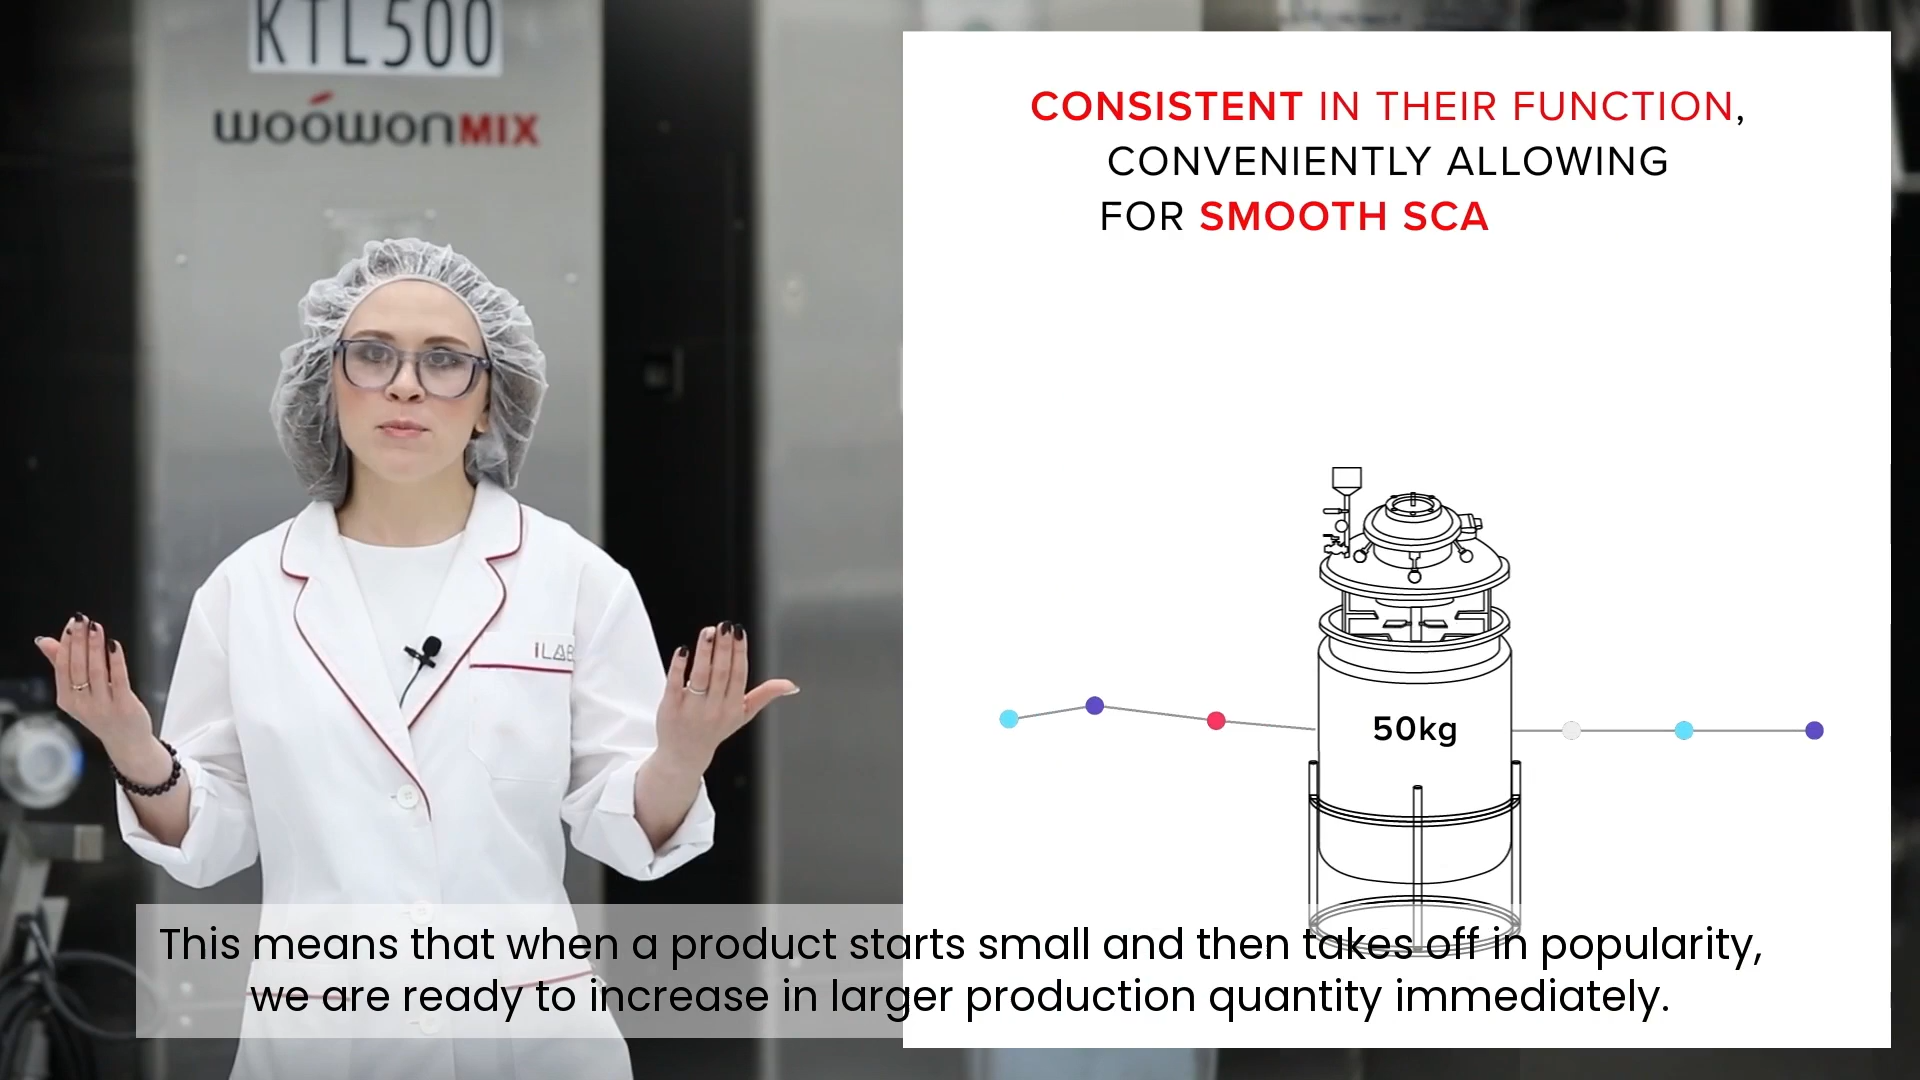 KTL500
woowonMIX
CONSISTENT IN THEIR FUNCTION,
CONVENIENTLY ALLOWING
FOR SMOOTH SCA
iLAB
50kg
This means that when a product starts small and then takes off in popularity,
we are ready to increase in larger production quantity immediately.